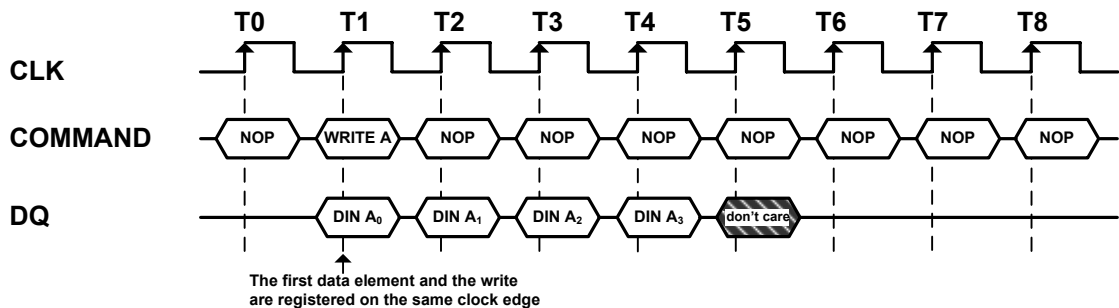 T0 T1 T2 T3 T4 T5 T6 T7 T8
CLK
COMMAND NOP WRITE A NOP NOP NOP NOP NOP NOP NOP
DQ DIN A₀ DIN A₁ DIN A₂ DIN A₃ don't care
The first data element and the write
are registered on the same clock edge